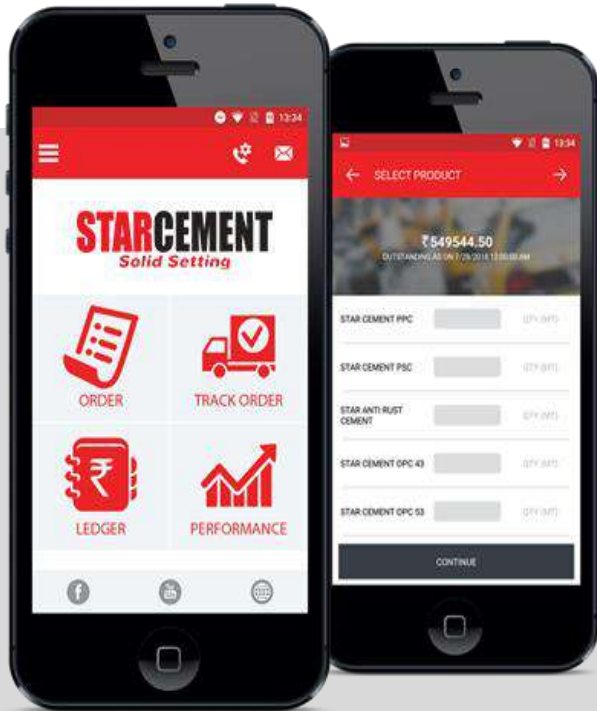 13:34
STARCEMENT
Solid Setting
ORDER
TRACK ORDER
LEDGER
PERFORMANCE
13:34
SELECT PRODUCT
₹549544.50
OUTSTANDING AS ON 7/28/2018 12:00:00 AM
STAR CEMENT PPC
QTY (MT)
STAR CEMENT PSC
QTY (MT)
STAR ANTI RUST
CEMENT
QTY (MT)
STAR CEMENT OPC 43
QTY (MT)
STAR CEMENT OPC 53
QTY (MT)
CONTINUE